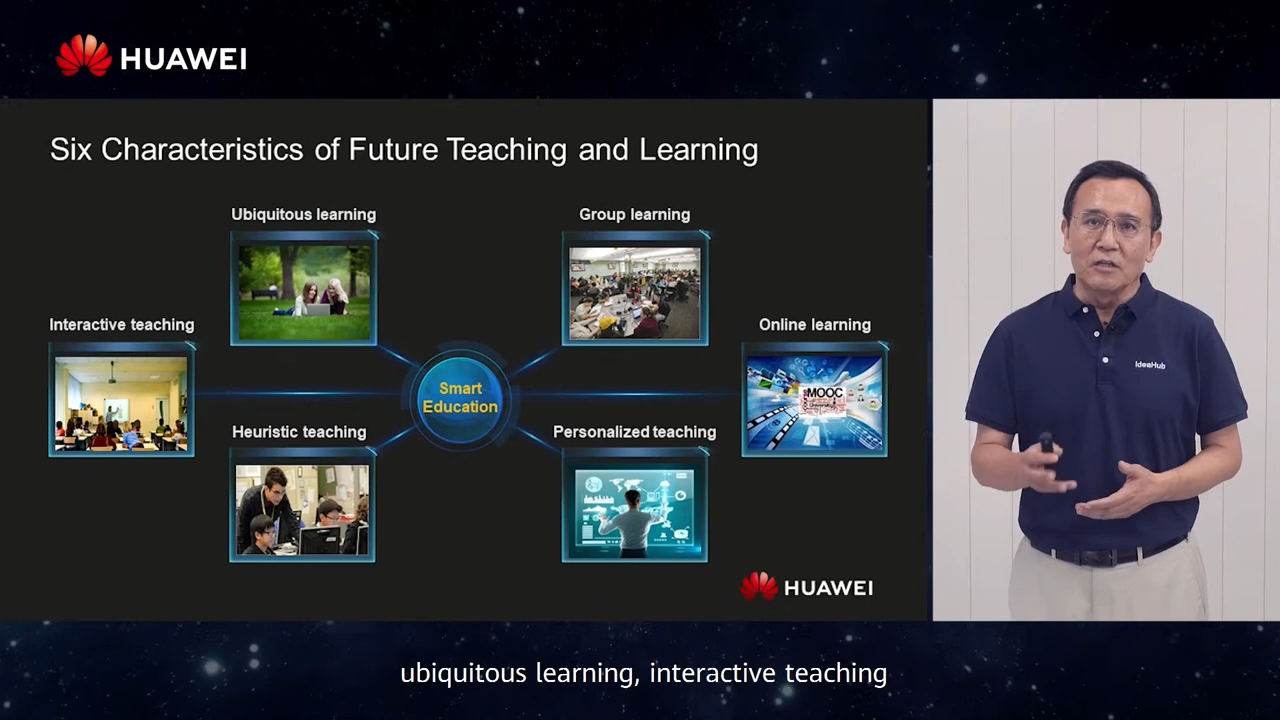 HUAWEI
Six Characteristics of Future Teaching and Learning
Ubiquitous learning
Group learning
Interactive teaching
Online learning
MOOC
Smart
Education
Heuristic teaching
Personalized teaching
IdeaHub
HUAWEI
ubiquitous learning, interactive teaching